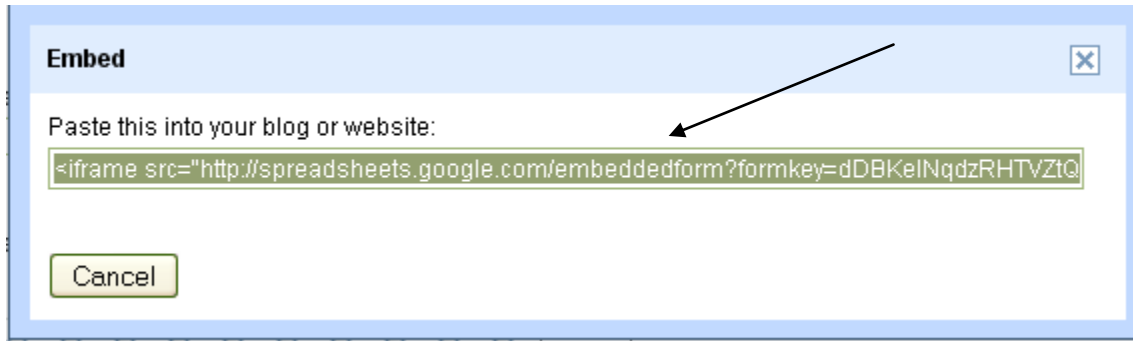 Embed
Paste this into your blog or website:
<iframe src="http://spreadsheets.google.com/embeddedform?formkey=dDBKelNqdzRHTVZtQ
Cancel